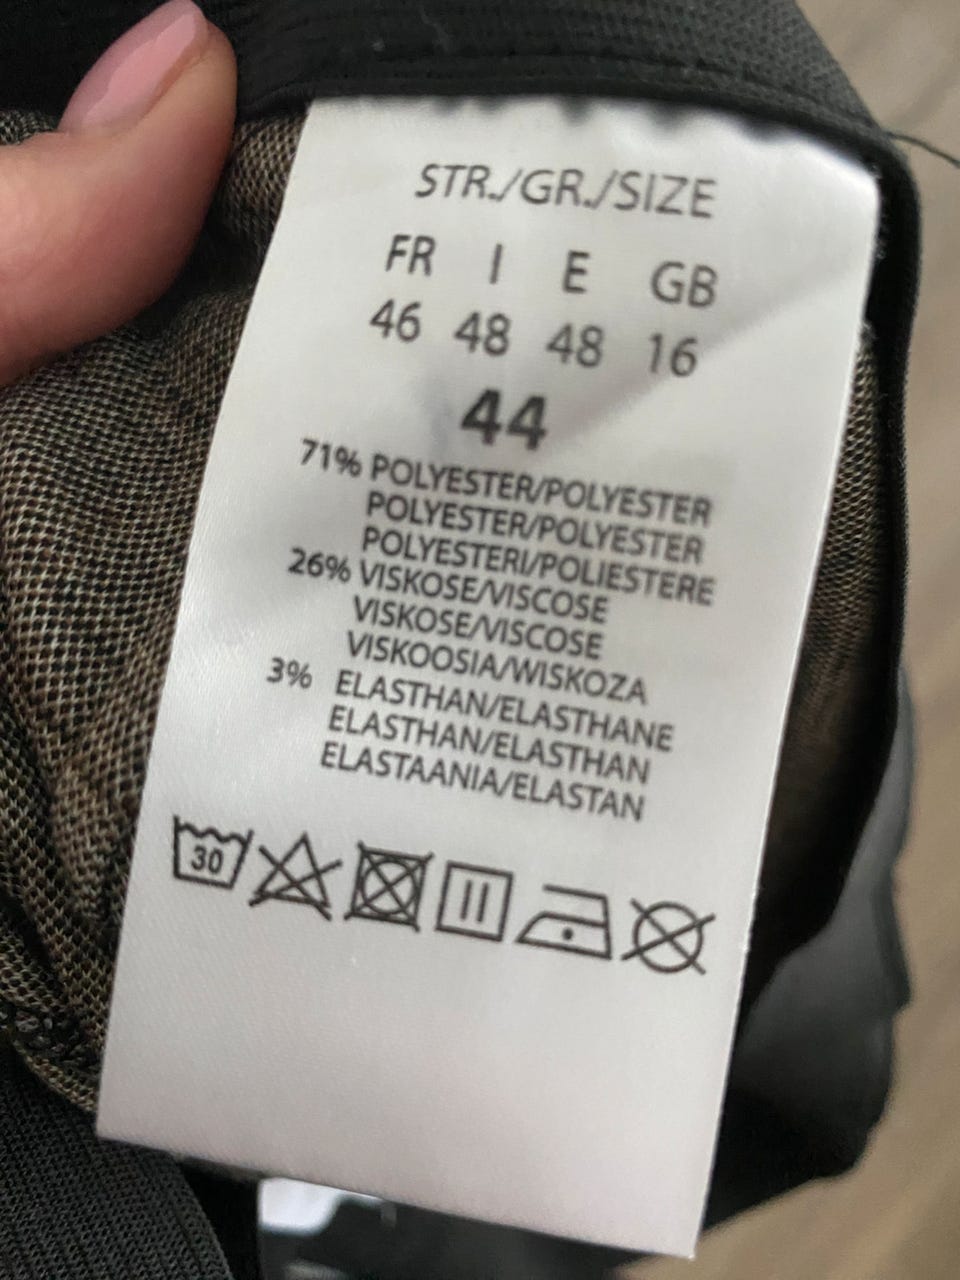 STR./GR./SIZE
FR I E GB
46 48 48 16
44
71% POLYESTER/POLYESTER
POLYESTER/POLYESTER
POLYESTERI/POLIESTERE
26% VISKOSE/VISCOSE
VISKOSE/VISCOSE
VISKOOSIA/WISKOZA
3% ELASTHAN/ELASTHANE
ELASTHAN/ELASTHAN
ELASTAANIA/ELASTAN
30